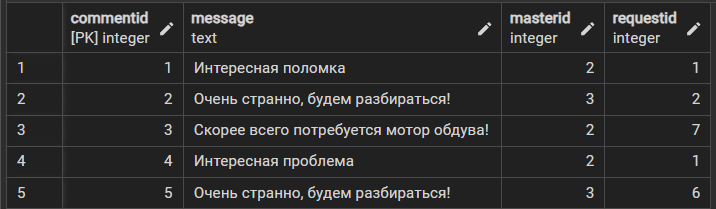 commentid message masterid requestid
[PK] integer text integer integer
1 1 Интересная поломка 2 1
2 2 Очень странно, будем разбираться! 3 2
3 3 Скорее всего потребуется мотор обдува! 2 7
4 4 Интересная проблема 2 1
5 5 Очень странно, будем разбираться! 3 6